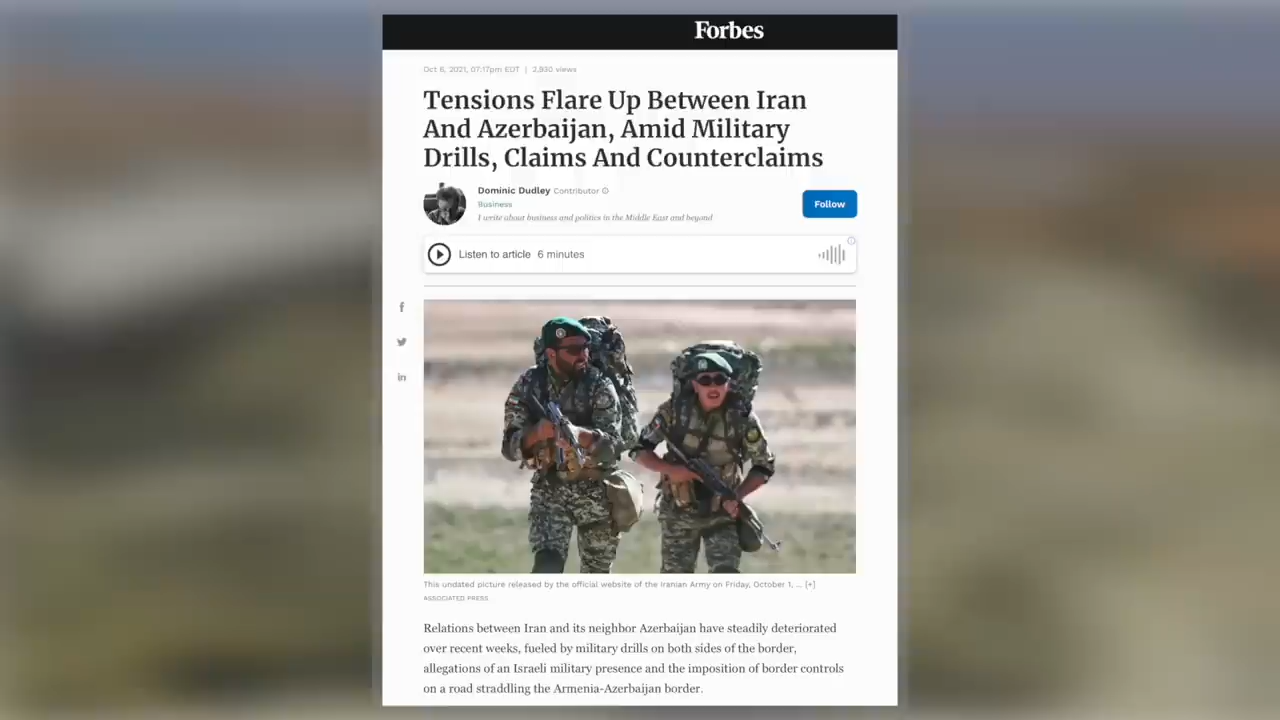 Forbes
Oct 6, 2021, 07:17pm EDT | 2,930 views
Tensions Flare Up Between Iran
And Azerbaijan, Amid Military
Drills, Claims And Counterclaims
Dominic Dudley Contributor
Business
I write about business and politics in the Middle East and beyond
Follow
Listen to article 6 minutes
This undated picture released by the official website of the Iranian Army on Friday, October 1, ... [+]
ASSOCIATED PRESS
Relations between Iran and its neighbor Azerbaijan have steadily deteriorated
over recent weeks, fueled by military drills on both sides of the border,
allegations of an Israeli military presence and the imposition of border controls
on a road straddling the Armenia-Azerbaijan border.